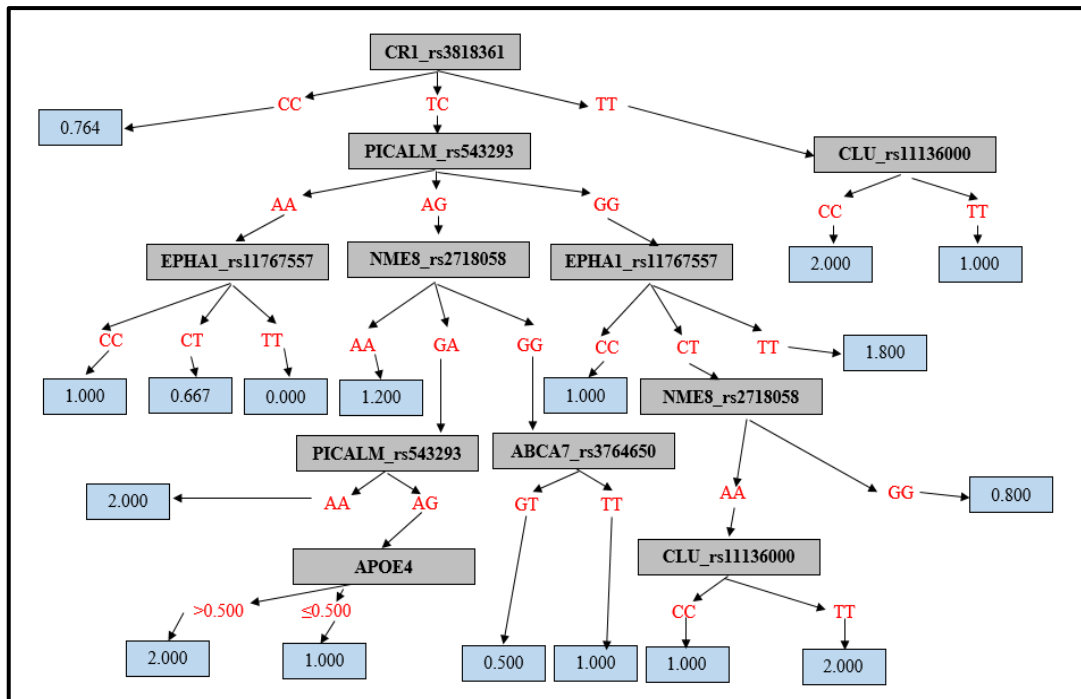 CR1_rs3818361
CC TC TT
0.764
PICALM_rs543293 CLU_rs11136000
AA AG GG CC TT
EPHA1_rs11767557 NME8_rs2718058 EPHA1_rs11767557 2.000 1.000
CC CT TT AA GA GG CC CT TT 1.800
1.000 0.667 0.000 1.200 1.000 NME8_rs2718058
PICALM_rs543293 ABCA7_rs3764650
2.000 AA AG GT TT AA GG 0.800
APOE4 CLU_rs11136000
>0.500 ≤0.500 CC TT
2.000 1.000 0.500 1.000 1.000 2.000